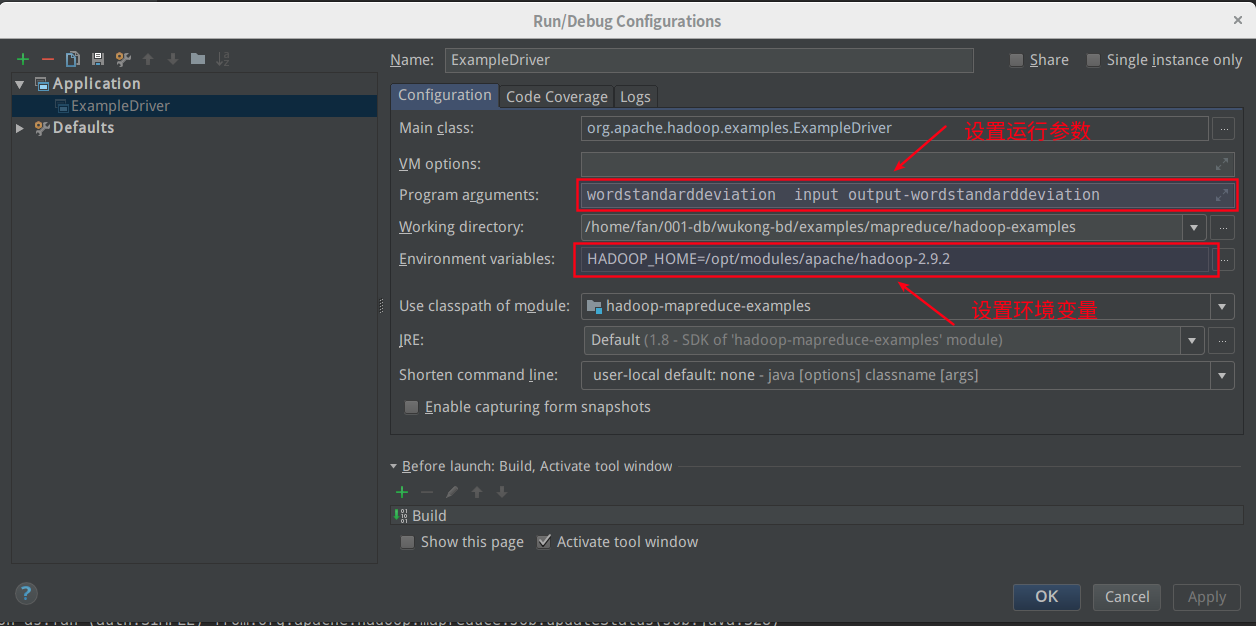 Run/Debug Configurations
Application
ExampleDriver
Defaults
Name: ExampleDriver Share Single instance only
Configuration Code Coverage Logs
Main class: org.apache.hadoop.examples.ExampleDriver ...
设置运行参数
VM options:
Program arguments: wordstandarddeviation input output-wordstandarddeviation
Working directory: /home/fan/001-db/wukong-bd/examples/mapreduce/hadoop-examples ...
Environment variables: HADOOP_HOME=/opt/modules/apache/hadoop-2.9.2 ...
设置环境变量
Use classpath of module: hadoop-mapreduce-examples
JRE: Default (1.8 - SDK of 'hadoop-mapreduce-examples' module) ...
Shorten command line: user-local default: none - java [options] classname [args]
Enable capturing form snapshots
Before launch: Build, Activate tool window
Build
Show this page Activate tool window
? OK Cancel Apply